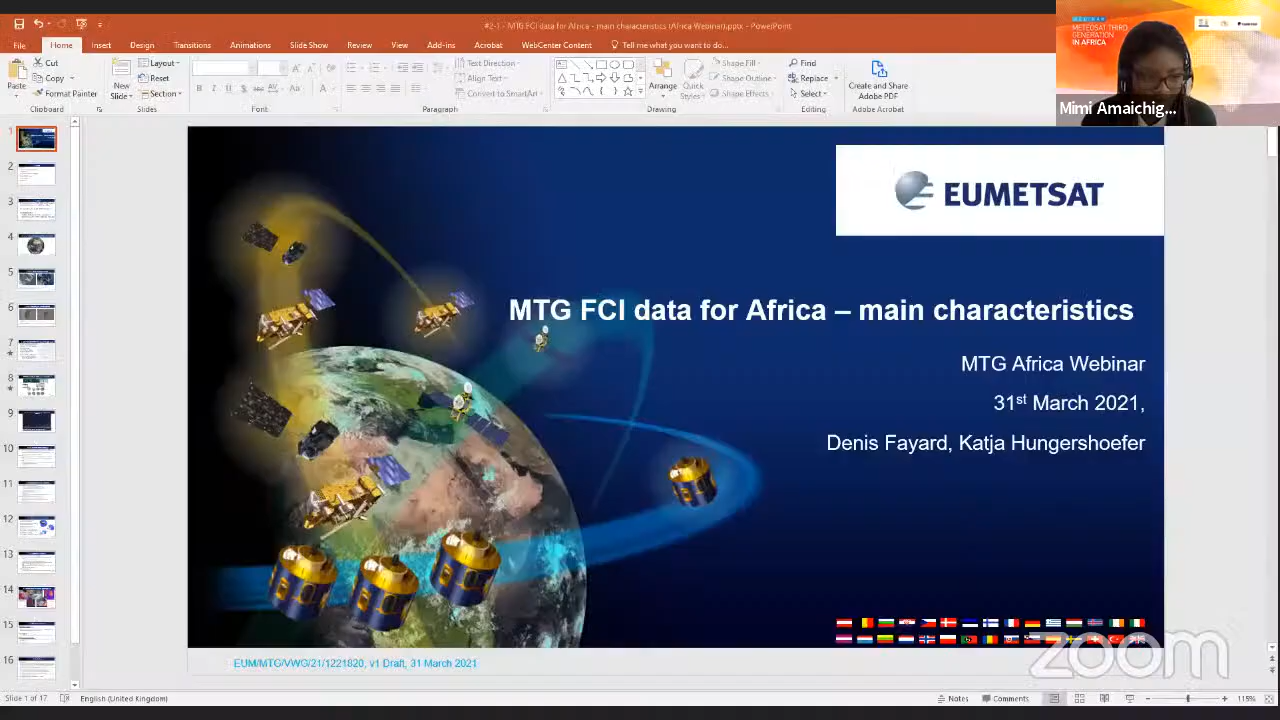 #2-1 - MTG FCI data for Africa - main characteristics (Africa Webinar).pptx - PowerPoint
File Home Insert Design Transitions Animations Slide Show Review View Add-ins Acrobat WebCenter Content Tell me what you want to do...
Paste
Cut
Copy
Format Painter
Clipboard
New
Slide
Layout
Reset
Section
Slides
Font
Text Direction
Align Text
Convert to SmartArt
Paragraph
Arrange
Quick
Styles
Shape Fill
Shape Outline
Shape Effects
Drawing
Find
Replace
Select
Editing
Create and Share
Adobe PDF
Adobe Acrobat
WEBINAR
METEOSAT THIRD
GENERATION
IN AFRICA
Mimi Amaichig...
EUMETSAT
MTG FCI data for Africa – main characteristics
MTG Africa Webinar
31st March 2021,
Denis Fayard, Katja Hungershoefer
EUM/MTG/VWG/21/1221820, v1 Draft, 31 March 2021
zoom
Slide 1 of 17 English (United Kingdom) Notes Comments 115%